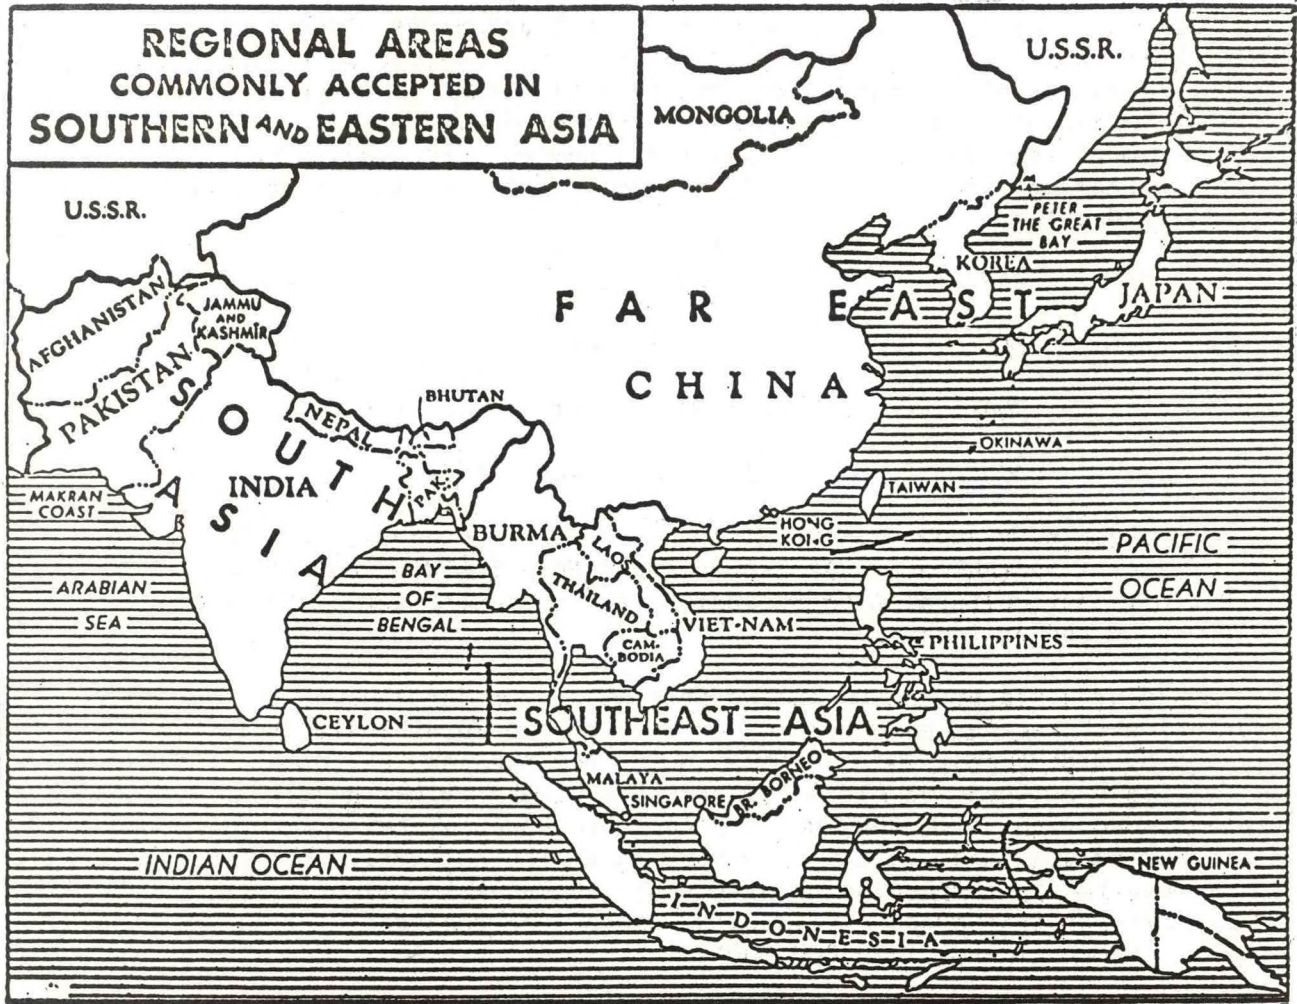 REGIONAL AREAS
COMMONLY ACCEPTED IN
SOUTHERN AND EASTERN ASIA
U.S.S.R.
MONGOLIA
U.S.S.R.
PETER
THE GREAT
BAY
KOREA
JAPAN
FAR EAST
CHINA
AFGHANISTAN
JAMMU
AND
KASHMIR
PAKISTAN
SOUTH
ASIA
NEPAL
BHUTAN
INDIA
PAK.
OKINAWA
TAIWAN
MAKRAN
COAST
BURMA
HONG
KONG
LAOS
PACIFIC
OCEAN
ARABIAN
SEA
BAY
OF
BENGAL
THAILAND
VIET-NAM
CAM-
BODIA
PHILIPPINES
CEYLON
SOUTHEAST ASIA
MALAYA
SINGAPORE
BR. BORNEO
INDIAN OCEAN
NEW GUINEA
INDONESIA